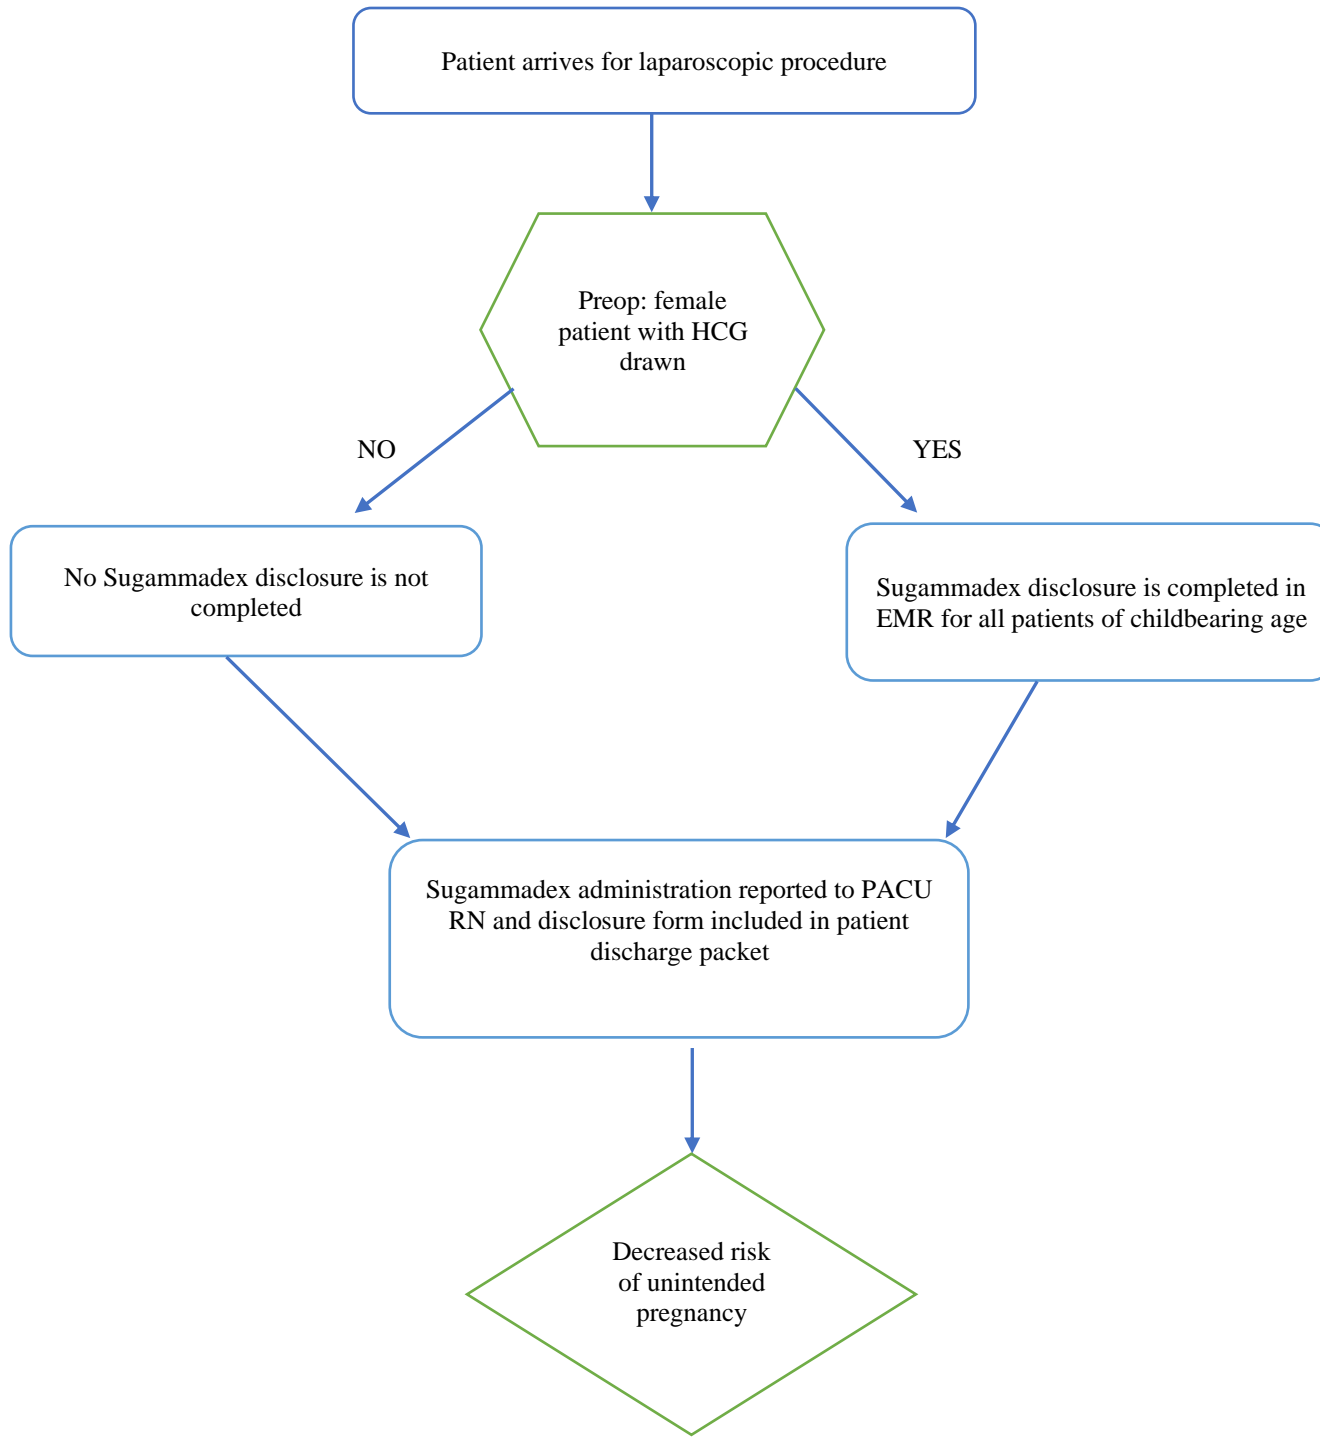 Patient arrives for laparoscopic procedure
Preop: female
patient with HCG
drawn
NO
YES
No Sugammadex disclosure is not
completed
Sugammadex disclosure is completed in
EMR for all patients of childbearing age
Sugammadex administration reported to PACU
RN and disclosure form included in patient
discharge packet
Decreased risk
of unintended
pregnancy